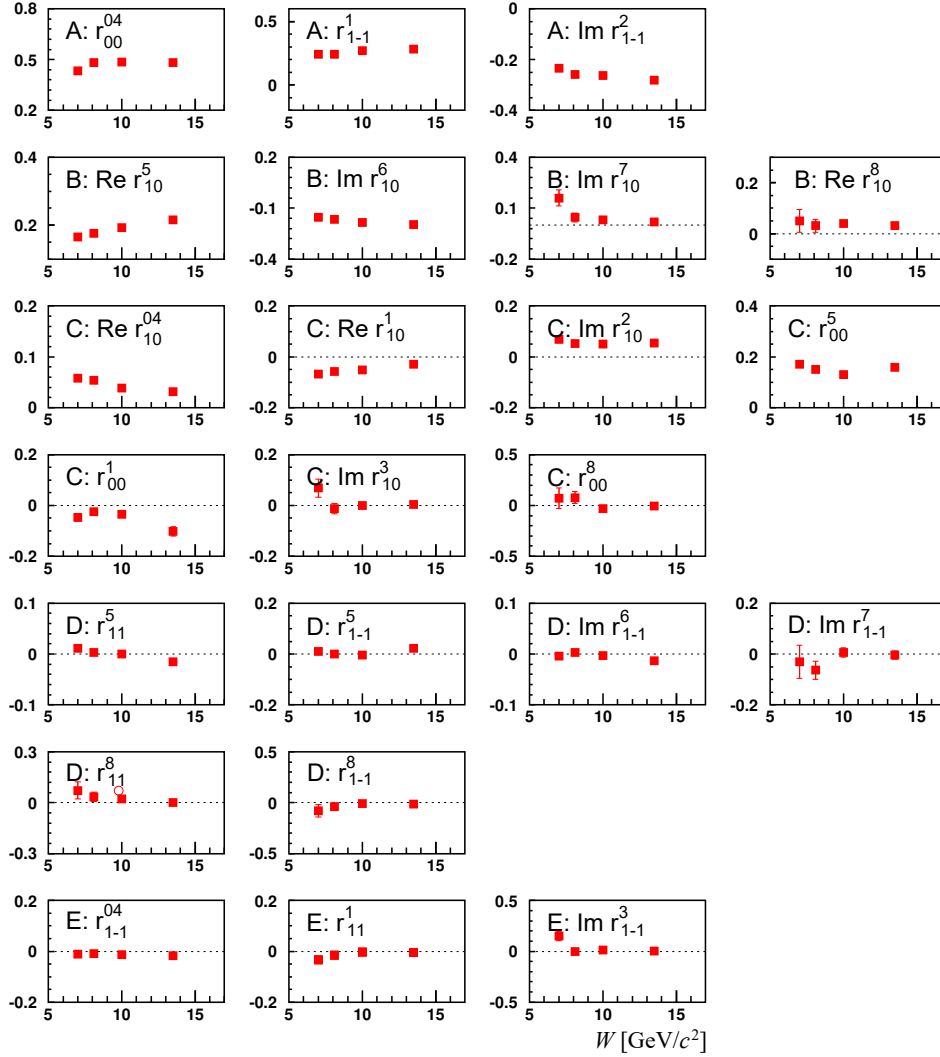 0.8
A: r^{04}_{00}
0.5
0.2
5 10 15
A: r^{1}_{1-1}
0.5
0
5 10 15
0
A: Im r^{2}_{1-1}
-0.2
-0.4
5 10 15
0.4
B: Re r^{5}_{10}
0.2
5 10 15
0.2
B: Im r^{6}_{10}
-0.1
-0.4
5 10 15
0.4
B: Im r^{7}_{10}
0.1
-0.2
5 10 15
B: Re r^{8}_{10}
0.2
0
5 10 15
0.2
C: Re r^{04}_{10}
0.1
0
5 10 15
0.2
C: Re r^{1}_{10}
0
-0.2
5 10 15
0.2
C: Im r^{2}_{10}
0
-0.2
5 10 15
0.4
C: r^{5}_{00}
0.2
0
5 10 15
0.2
C: r^{1}_{00}
0
-0.2
5 10 15
0.2
C: Im r^{3}_{10}
0
-0.2
5 10 15
0.5
C: r^{8}_{00}
0
-0.5
5 10 15
0.1
D: r^{5}_{11}
0
-0.1
5 10 15
0.2
D: r^{5}_{1-1}
0
-0.2
5 10 15
0.1
D: Im r^{6}_{1-1}
0
-0.1
5 10 15
0.2
D: Im r^{7}_{1-1}
0
-0.2
5 10 15
0.3
D: r^{8}_{11}
0
-0.3
5 10 15
0.5
D: r^{8}_{1-1}
0
-0.5
5 10 15
0.2
E: r^{04}_{1-1}
0
-0.2
5 10 15
0.2
E: r^{1}_{11}
0
-0.2
5 10 15
0.5
E: Im r^{3}_{1-1}
0
-0.5
5 10 15
W [GeV/c²]